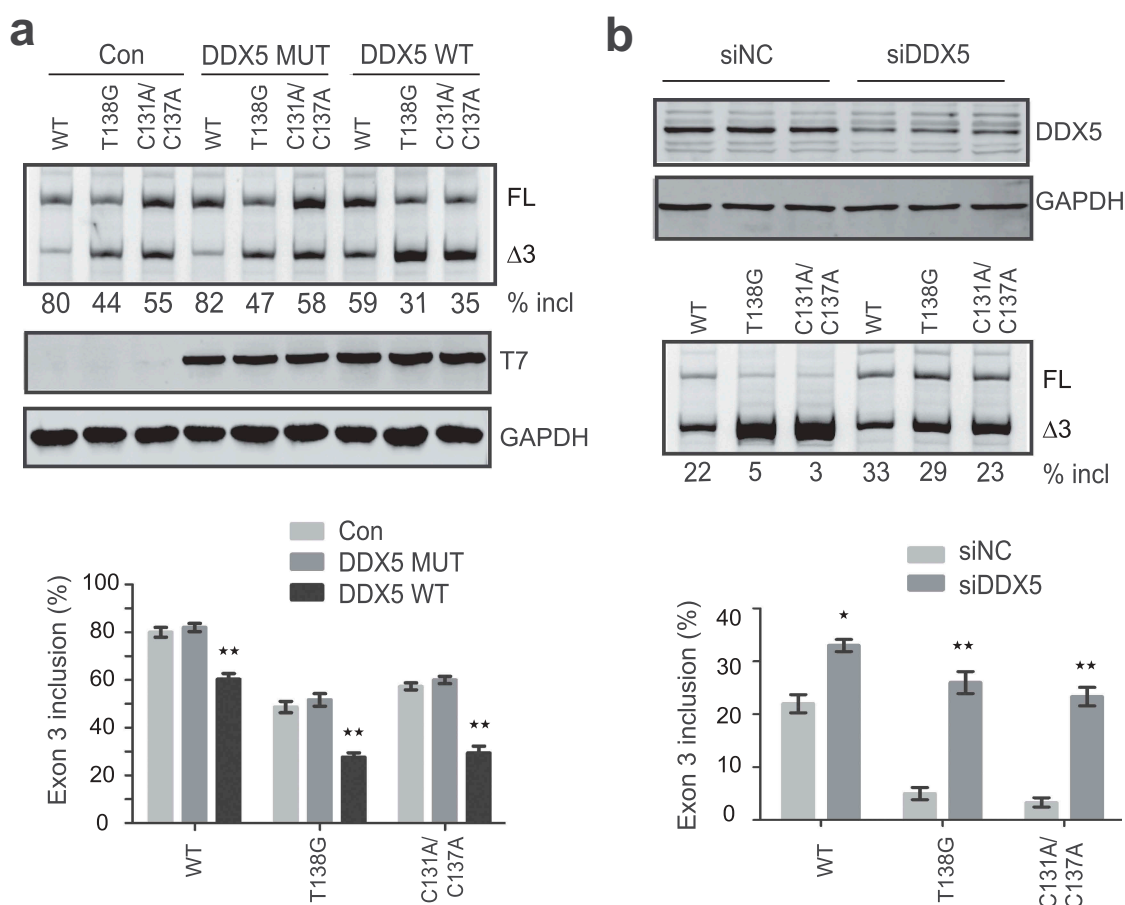 a
Con DDX5 MUT DDX5 WT
WT T138G C131A/ C137A WT T138G C131A/ C137A WT T138G C131A/ C137A
FL
Δ3
80 44 55 82 47 58 59 31 35 % incl
T7
GAPDH
Con
DDX5 MUT
DDX5 WT
Exon 3 inclusion (%)
100
80
60
40
20
0
★★
★★
★★
WT T138G C131A/ C137A
b
siNC siDDX5
DDX5
GAPDH
WT T138G C131A/ C137A WT T138G C131A/ C137A
FL
Δ3
22 5 3 33 29 23 % incl
siNC
siDDX5
Exon 3 inclusion (%)
40
30
20
10
0
★
★★
★★
WT T138G C131A/ C137A